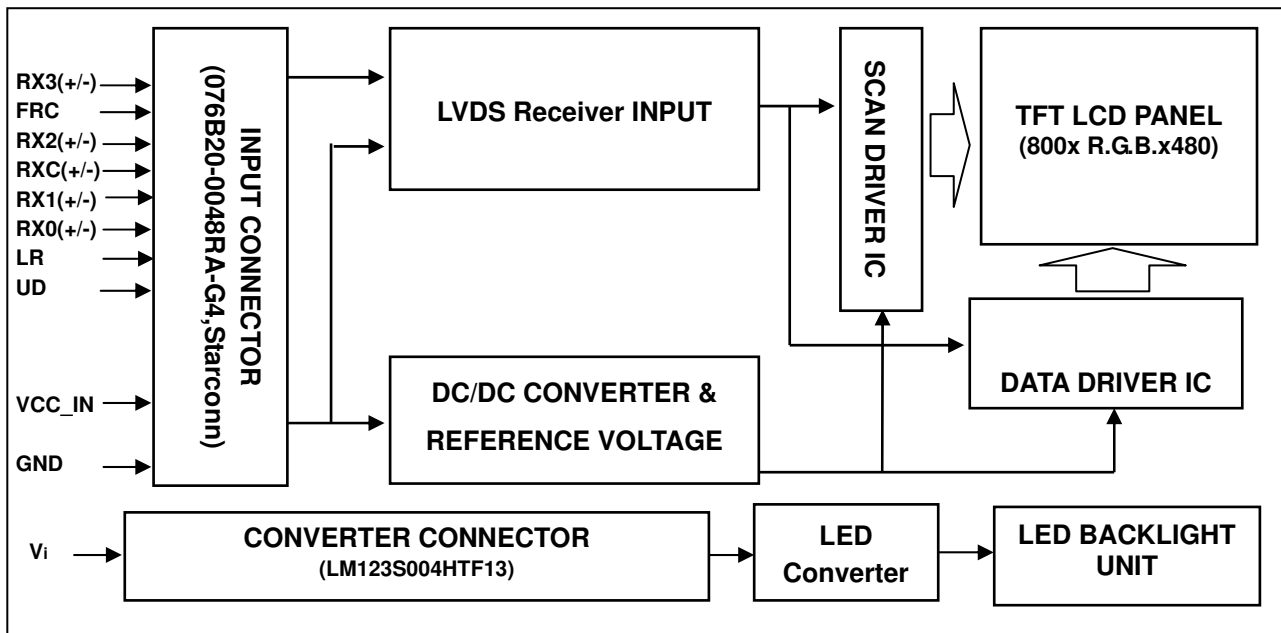 RX3(+/-)
FRC
RX2(+/-)
RXC(+/-)
RX1(+/-)
RX0(+/-)
LR
UD
VCC_IN
GND
INPUT CONNECTOR
(076B20-0048RA-G4,Starconn)
LVDS Receiver INPUT
SCAN DRIVER IC
TFT LCD PANEL
(800x R.G.B.x480)
DC/DC CONVERTER &
REFERENCE VOLTAGE
DATA DRIVER IC
Vi
CONVERTER CONNECTOR
(LM123S004HTF13)
LED
Converter
LED BACKLIGHT
UNIT